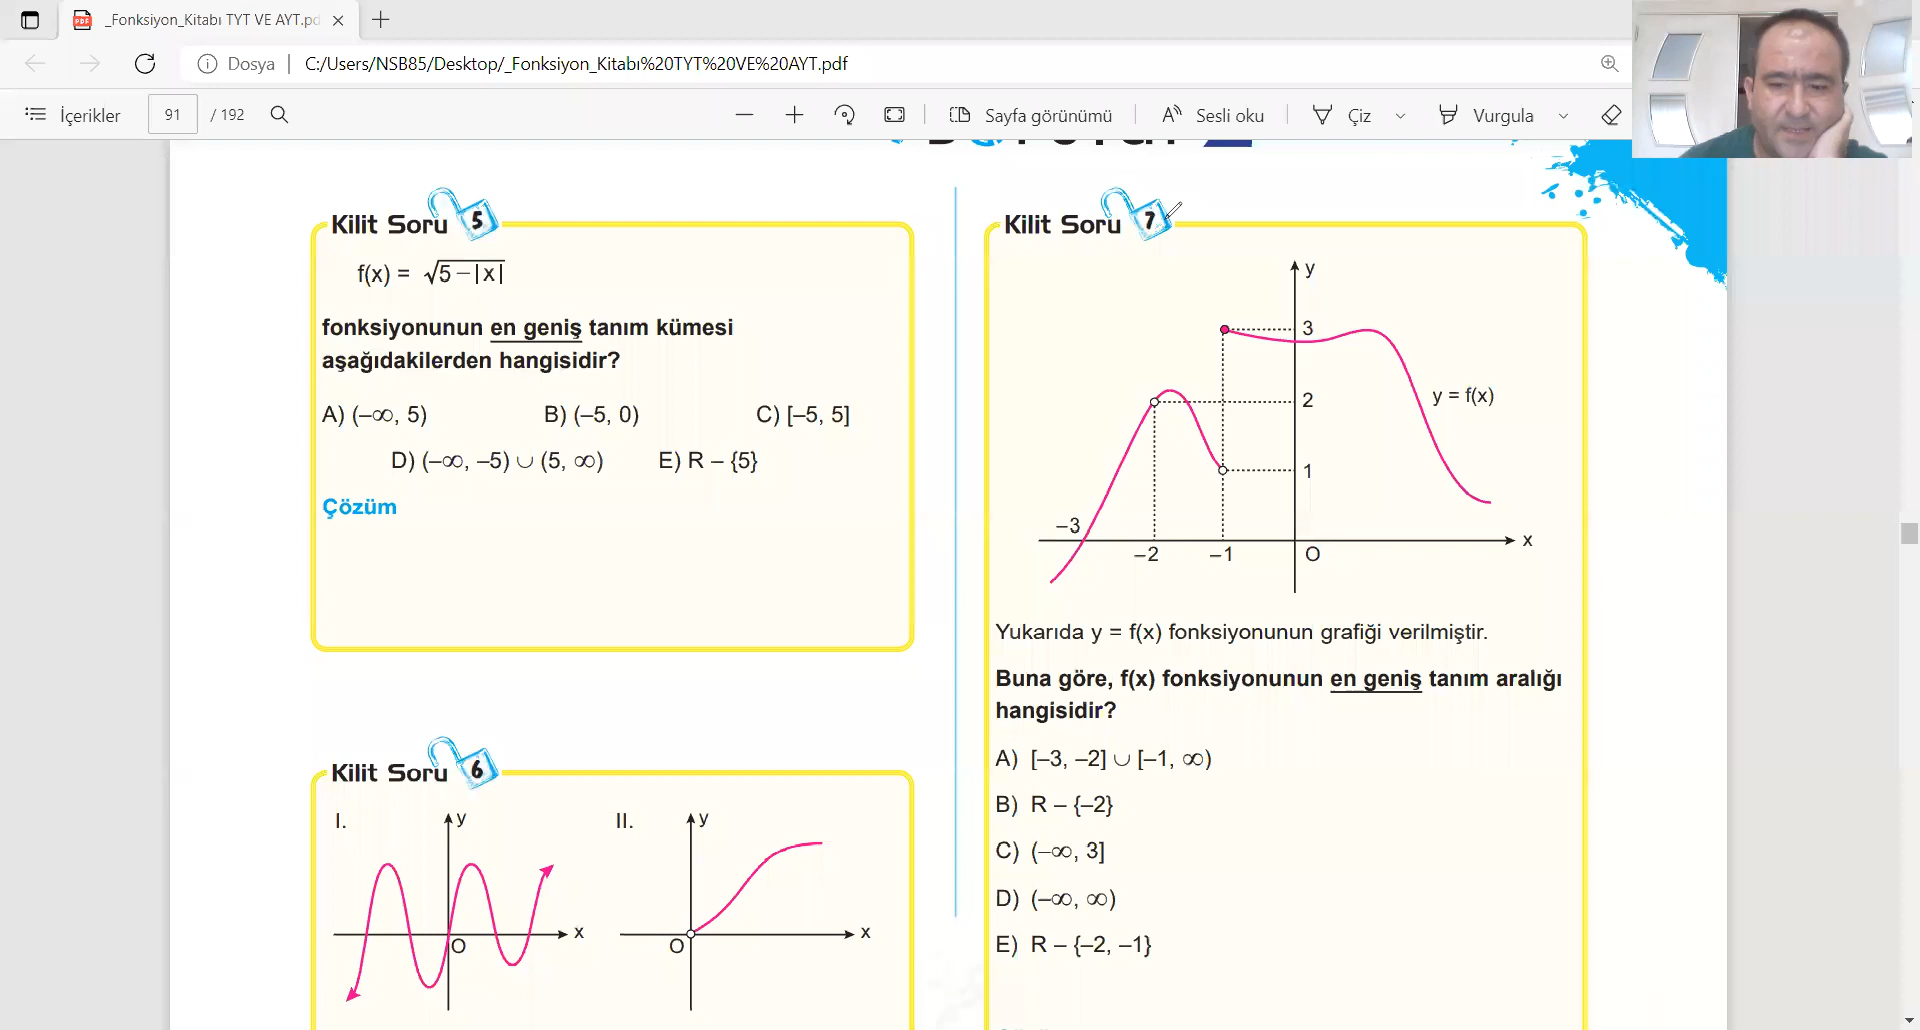 _Fonksiyon_Kitabı TYT VE AYT.pd
Dosya
C:/Users/NSB85/Desktop/_Fonksiyon_Kitabı%20TYT%20VE%20AYT.pdf
İçerikler
91
/ 192
Sayfa görünümü
Sesli oku
Çiz
Vurgula
Kilit Soru 5
f(x) = √5 – |x|
fonksiyonunun en geniş tanım kümesi
aşağıdakilerden hangisidir?
A) (–∞, 5)
B) (–5, 0)
C) [–5, 5]
D) (–∞, –5) ∪ (5, ∞)
E) R – {5}
Çözüm
Kilit Soru 6
I.
y
x
O
II.
y
x
O
Kilit Soru 7
y
3
2
y = f(x)
1
–3
–2
–1
O
x
Yukarıda y = f(x) fonksiyonunun grafiği verilmiştir.
Buna göre, f(x) fonksiyonunun en geniş tanım aralığı
hangisidir?
A) [–3, –2] ∪ [–1, ∞)
B) R – {–2}
C) (–∞, 3]
D) (–∞, ∞)
E) R – {–2, –1}